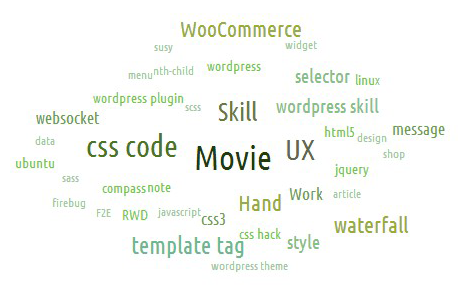 WooCommerce
susy
widget
menu
nth-child
wordpress
selector
linux
wordpress plugin
scss
Skill
wordpress skill
websocket
html5
design
message
data
css code
Movie
UX
shop
ubuntu
jquery
sass
compass
note
Work
article
firebug
F2E
RWD
javascript
css3
Hand
waterfall
css hack
template tag
style
wordpress theme